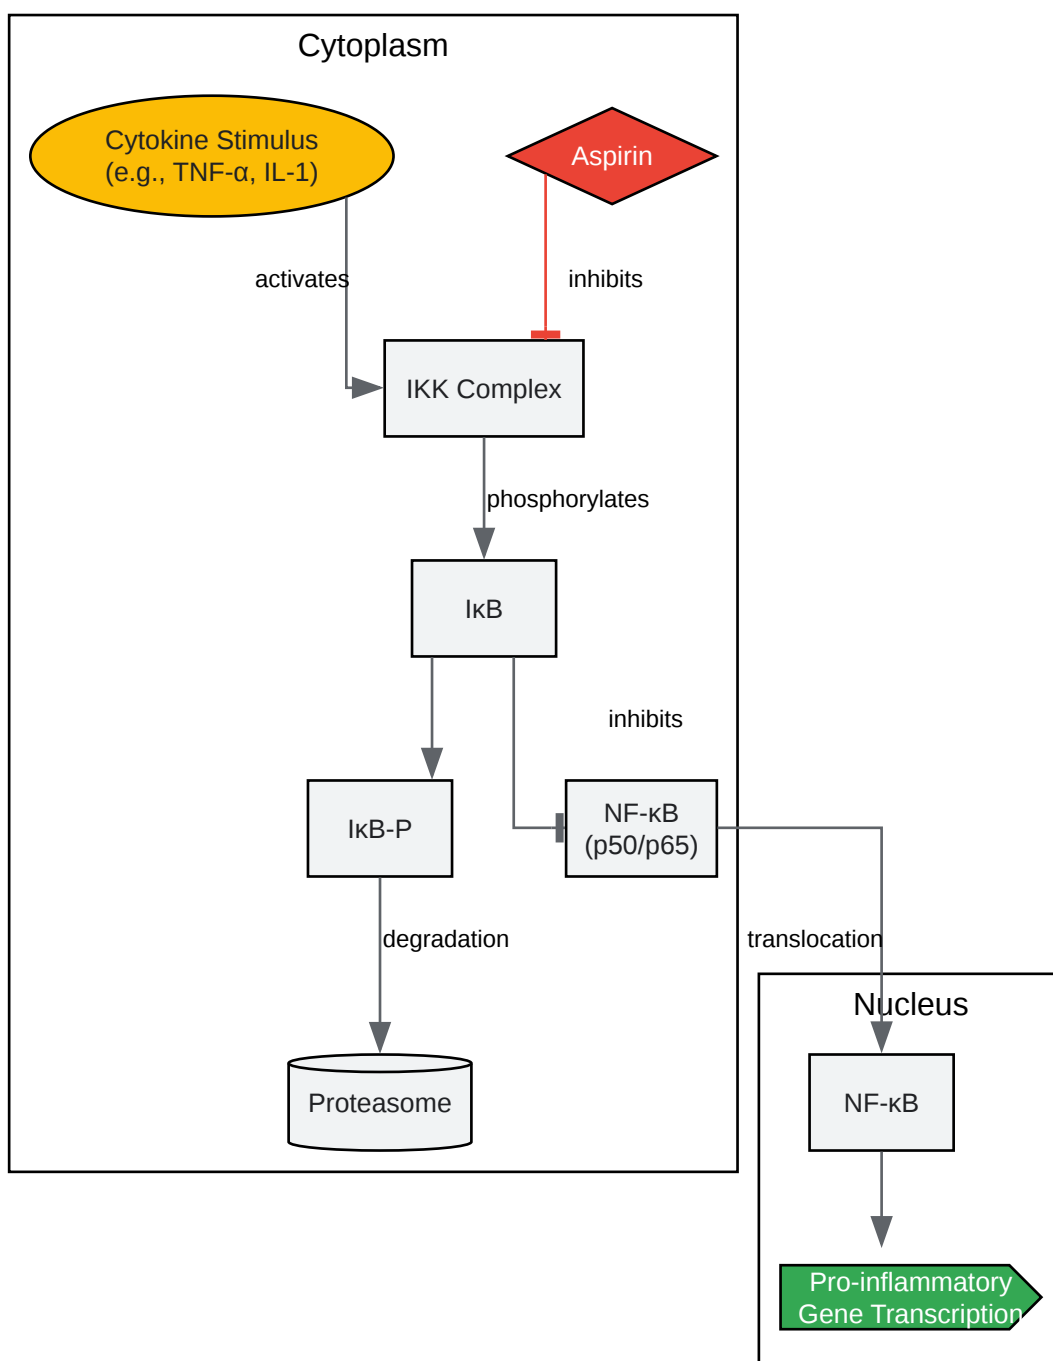 Cytoplasm
Cytokine Stimulus
(e.g., TNF-α, IL-1)
Aspirin
activates
inhibits
IKK Complex
phosphorylates
IκB
inhibits
IκB-P
NF-κB
(p50/p65)
degradation
translocation
Nucleus
Proteasome
NF-κB
Pro-inflammatory
Gene Transcription